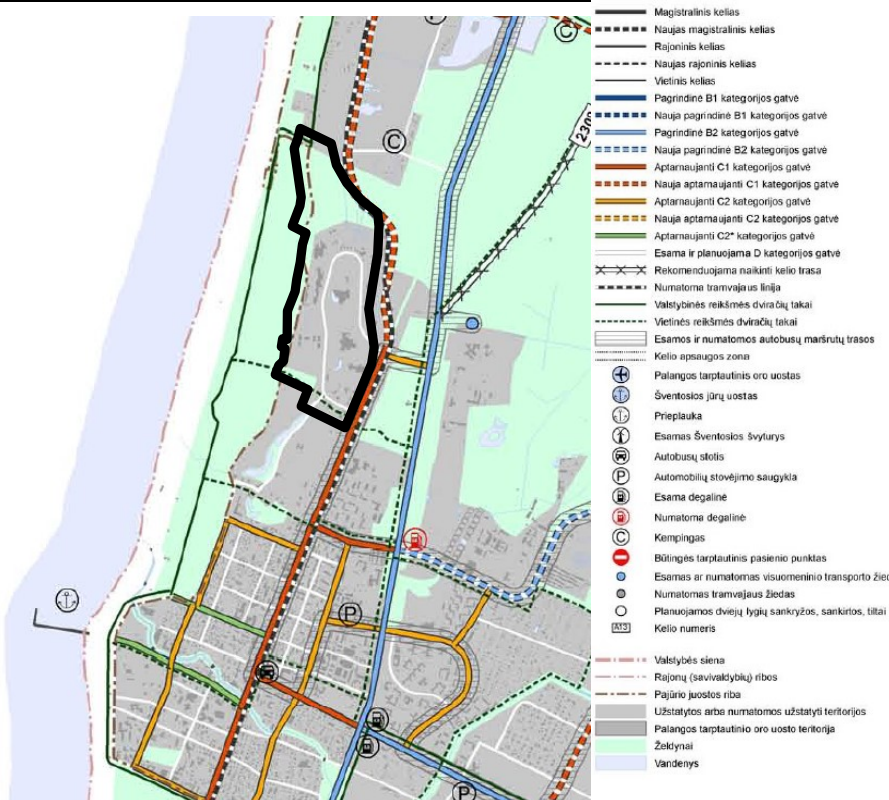 Magistralinis kelias
Naujas magistralinis kelias
Rajoninis kelias
Naujas rajoninis kelias
Vietinis kelias
Pagrindinė B1 kategorijos gatvė
Nauja pagrindinė B1 kategorijos gatvė
Pagrindinė B2 kategorijos gatvė
Nauja pagrindinė B2 kategorijos gatvė
Aptarnaujanti C1 kategorijos gatvė
Nauja aptarnaujanti C1 kategorijos gatvė
Aptarnaujanti C2 kategorijos gatvė
Nauja aptarnaujanti C2 kategorijos gatvė
Aptarnaujanti C2* kategorijos gatvė
Esama ir planuojama D kategorijos gatvė
Rekomenduojama naikinti kelio trasa
Numatoma tramvajaus linija
Valstybinės reikšmės dviračių takai
Vietinės reikšmės dviračių takai
Esamos ir numatomos autobusų maršrutų trasos
Kelio apsaugos zona
Palangos tarptautinis oro uostas
Šventosios jūrų uostas
Prieplauka
Esamas Šventosios švyturys
Autobusų stotis
P Automobilių stovėjimo saugykla
Esama degalinė
Numatoma degalinė
C Kempingas
Būtingės tarptautinis pasienio punktas
Esamas ar numatomas visuomeninio transporto žied
Numatomas tramvajaus žiedas
Planuojamos dviejų lygių sankryžos, sankirtos, tiltai
A13 Kelio numeris
Valstybės siena
Rajonų (savivaldybių) ribos
Pajūrio juostos riba
Užstatytos arba numatomos užstatyti teritorijos
Palangos tarptautinio oro uosto teritorija
Želdynai
Vandenys
P
C
C
P
P